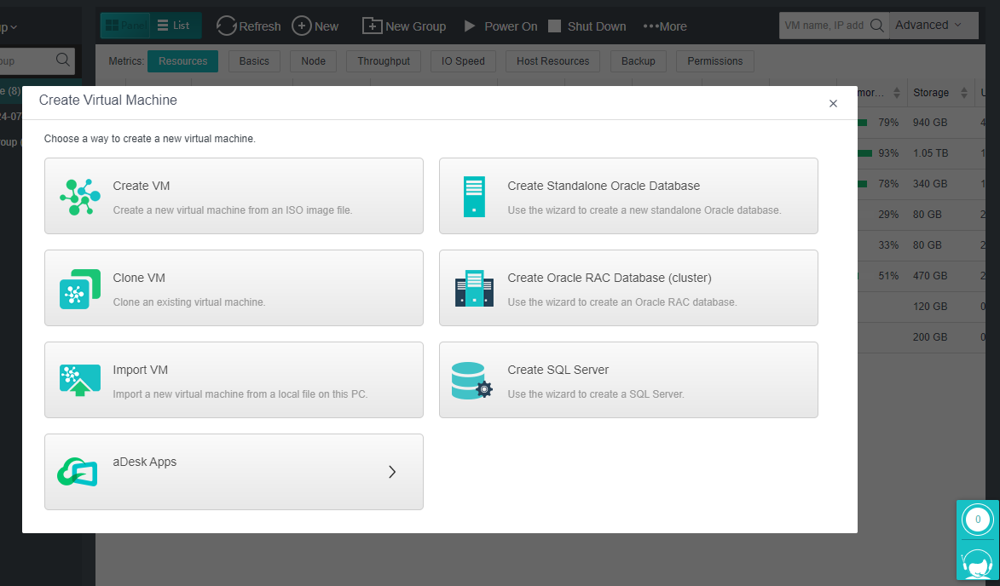 p
Panel
List
Refresh
New
New Group
Power On
Shut Down
•••More
VM name, IP add
Advanced
oup
Metrics:
Resources
Basics
Node
Throughput
IO Speed
Host Resources
Backup
Permissions
e (8)
24-07
roup (
mor...
Storage
U
Create Virtual Machine
×
79%
940 GB
4
93%
1.05 TB
1
78%
340 GB
1
29%
80 GB
2
33%
80 GB
2
51%
470 GB
2
120 GB
0
200 GB
0
Choose a way to create a new virtual machine.
Create VM
Create a new virtual machine from an ISO image file.
Create Standalone Oracle Database
Use the wizard to create a new standalone Oracle database.
Clone VM
Clone an existing virtual machine.
Create Oracle RAC Database (cluster)
Use the wizard to create an Oracle RAC database.
Import VM
Import a new virtual machine from a local file on this PC.
Create SQL Server
Use the wizard to create a SQL Server.
aDesk Apps
0